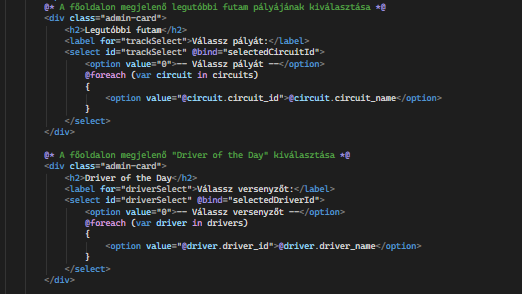 @* A főoldalon megjelenő legutóbbi futam pályájának kiválasztása *@
<div class="admin-card">
<h2>Legutóbbi futam</h2>
<label for="trackSelect">Válassz pályát:</label>
<select id="trackSelect" @bind="selectedCircuitId">
<option value="0">-- Válassz pályát --</option>
@foreach (var circuit in circuits)
{
<option value="@circuit.circuit_id">@circuit.circuit_name</option>
}
</select>
</div>
@* A főoldalon megjelenő "Driver of the Day" kiválasztása *@
<div class="admin-card">
<h2>Driver of the Day</h2>
<label for="driverSelect">Válassz versenyzőt:</label>
<select id="driverSelect" @bind="selectedDriverId">
<option value="0">-- Válassz versenyzőt --</option>
@foreach (var driver in drivers)
{
<option value="@driver.driver_id">@driver.driver_name</option>
}
</select>
</div>